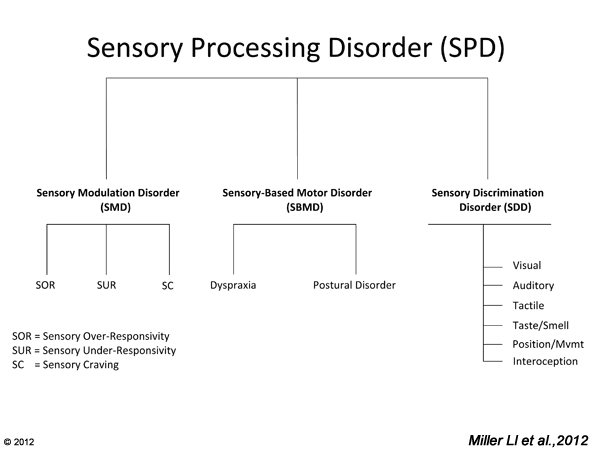 Sensory Processing Disorder (SPD)
Sensory Modulation Disorder
(SMD)
Sensory-Based Motor Disorder
(SBMD)
Sensory Discrimination
Disorder (SDD)
SOR
SUR
SC
Dyspraxia
Postural Disorder
Visual
Auditory
Tactile
Taste/Smell
Position/Mvmt
Interoception
SOR = Sensory Over-Responsivity
SUR = Sensory Under-Responsivity
SC = Sensory Craving
© 2012
Miller LI et al.,2012